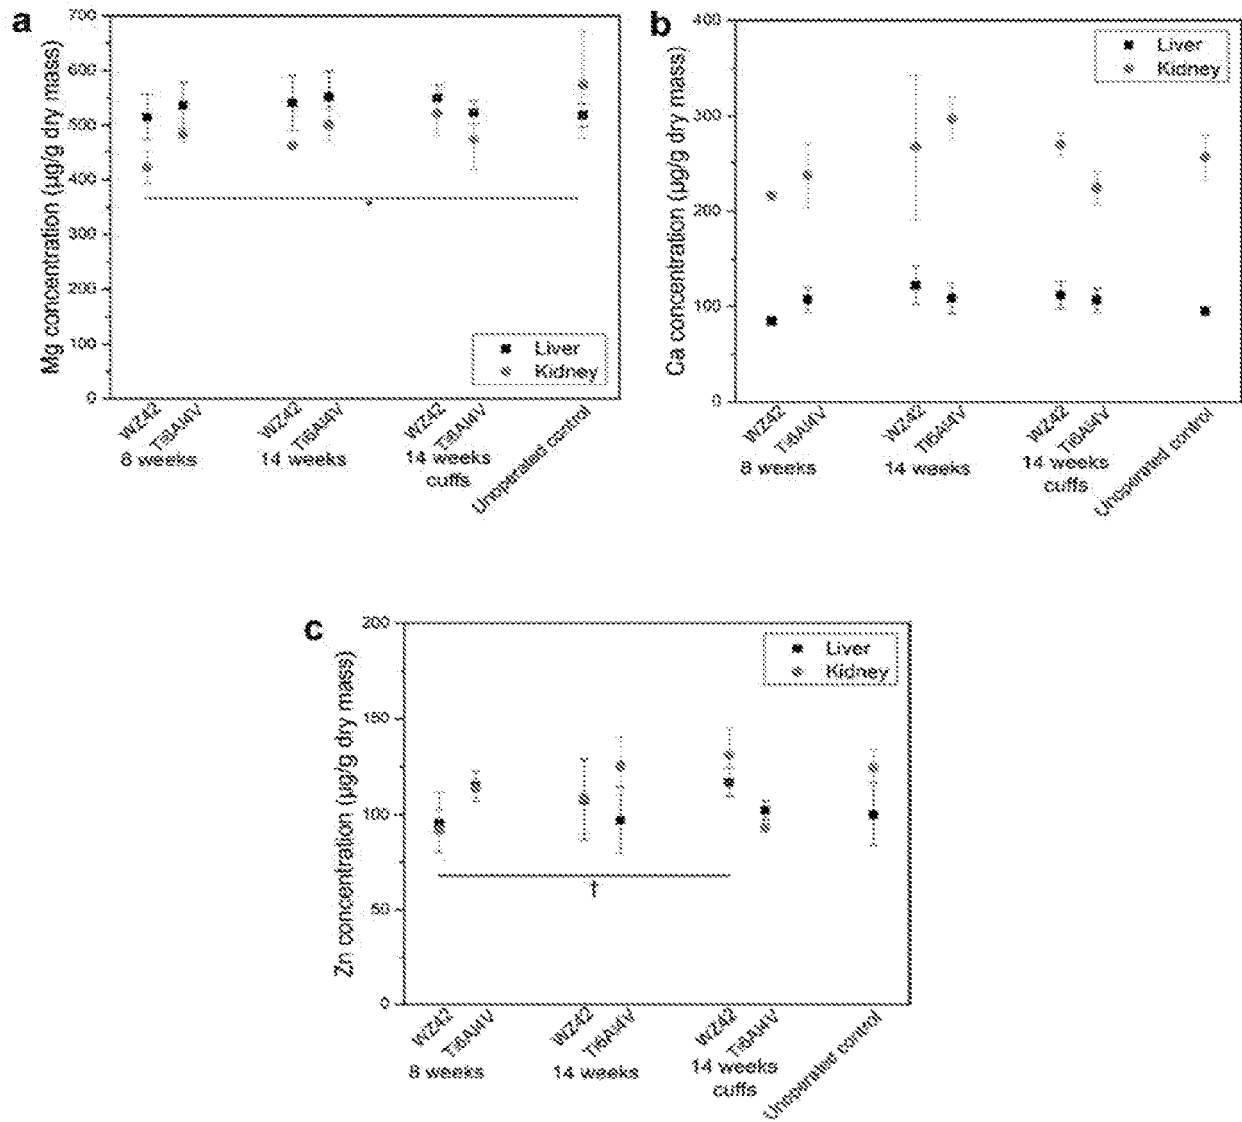 a
Mg concentration (µg/g dry mass)
700
600
500
400
300
200
100
0
Liver
Kidney
*
WZ42
Ti6Al4V
8 weeks
WZ42
Ti6Al4V
14 weeks
WZ42
Ti6Al4V
14 weeks
cuffs
Unoperated control
b
Ca concentration (µg/g dry mass)
400
300
200
100
0
Liver
Kidney
WZ42
Ti6Al4V
8 weeks
WZ42
Ti6Al4V
14 weeks
WZ42
Ti6Al4V
14 weeks
cuffs
Unoperated control
c
Zn concentration (µg/g dry mass)
200
150
100
50
0
Liver
Kidney
†
WZ42
Ti6Al4V
8 weeks
WZ42
Ti6Al4V
14 weeks
WZ42
Ti6Al4V
14 weeks
cuffs
Unoperated control